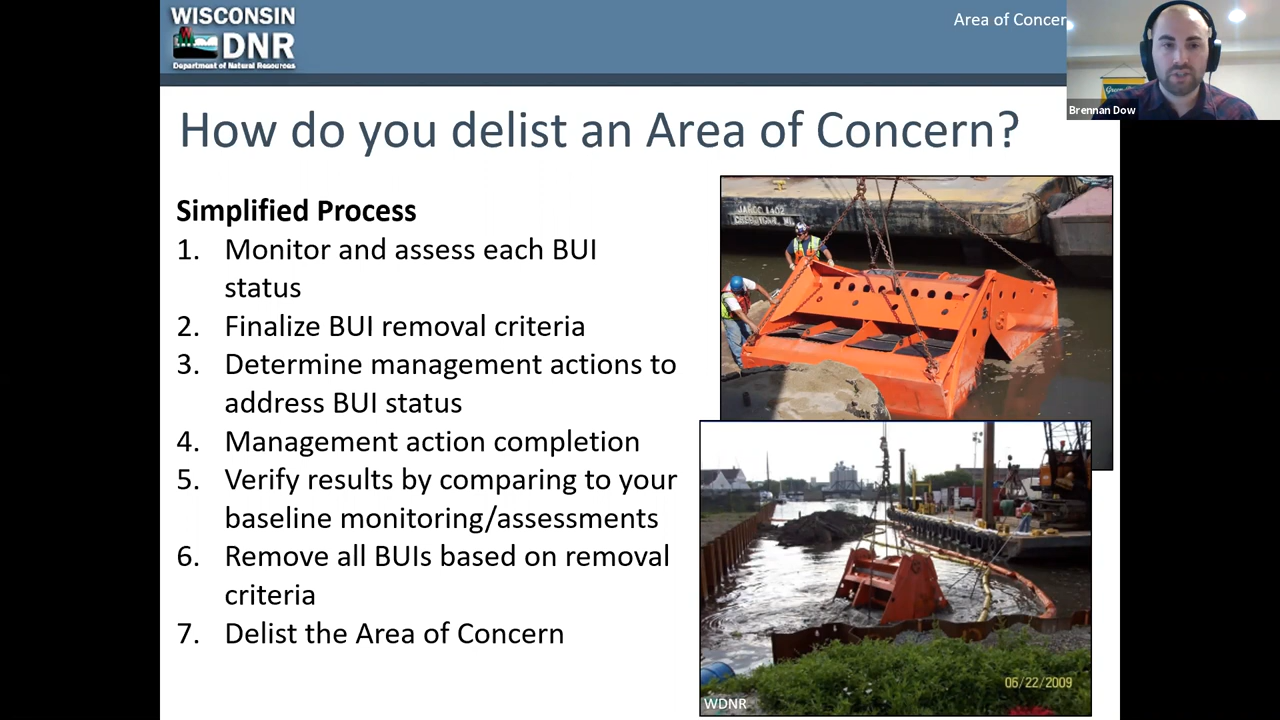 WISCONSIN
DNR
Department of Natural Resources
Area of Concer
Brennan Dow
How do you delist an Area of Concern?
Simplified Process
1. Monitor and assess each BUI
status
2. Finalize BUI removal criteria
3. Determine management actions to
address BUI status
4. Management action completion
5. Verify results by comparing to your
baseline monitoring/assessments
6. Remove all BUIs based on removal
criteria
7. Delist the Area of Concern
06/22/2009
WDNR